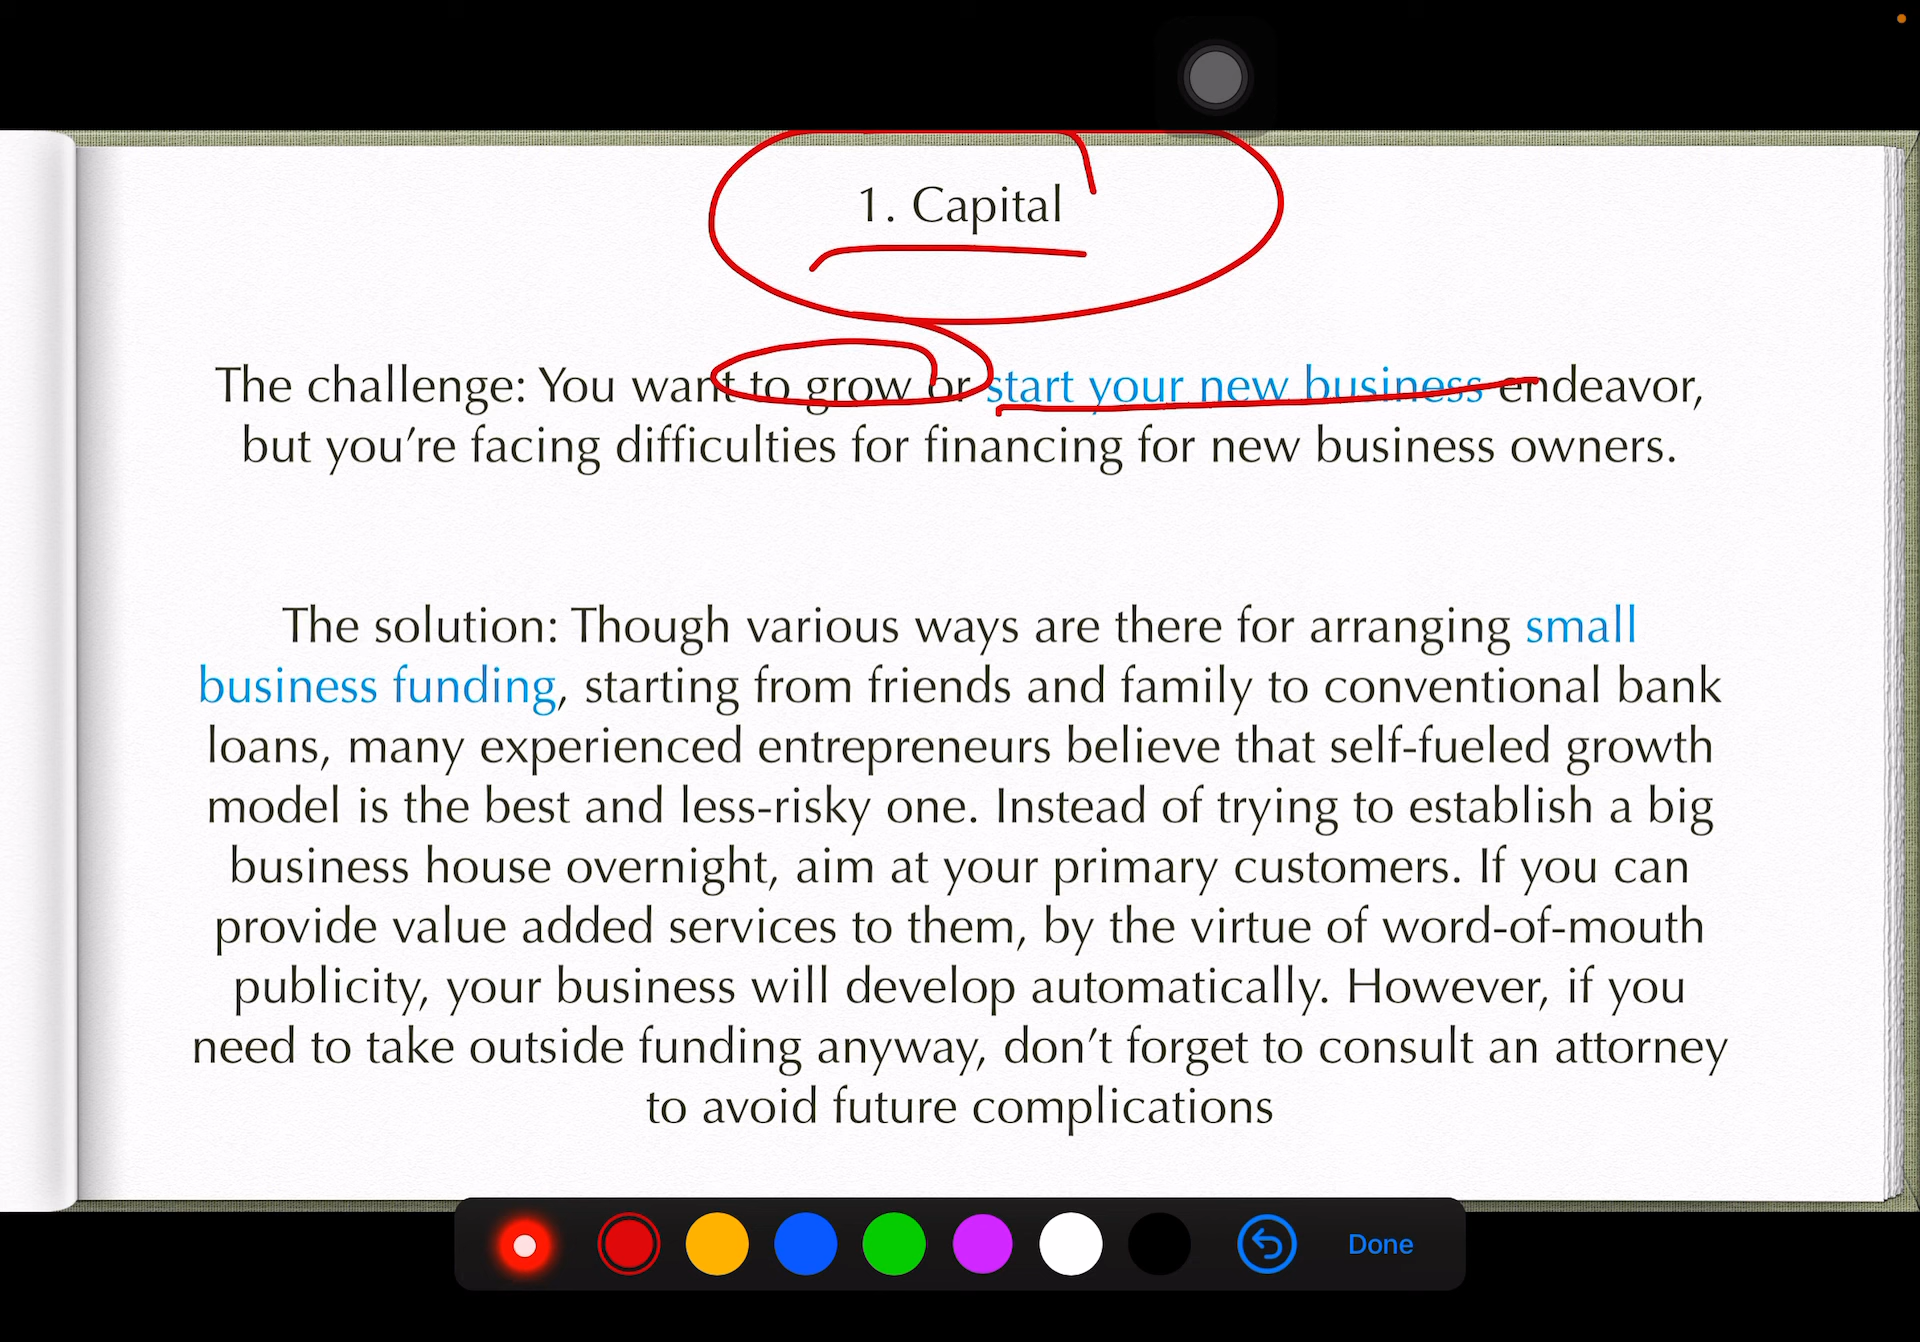 1. Capital
The challenge: You want to grow or start your new business endeavor,
but you’re facing difficulties for financing for new business owners.
The solution: Though various ways are there for arranging small
business funding, starting from friends and family to conventional bank
loans, many experienced entrepreneurs believe that self-fueled growth
model is the best and less-risky one. Instead of trying to establish a big
business house overnight, aim at your primary customers. If you can
provide value added services to them, by the virtue of word-of-mouth
publicity, your business will develop automatically. However, if you
need to take outside funding anyway, don’t forget to consult an attorney
to avoid future complications
Done